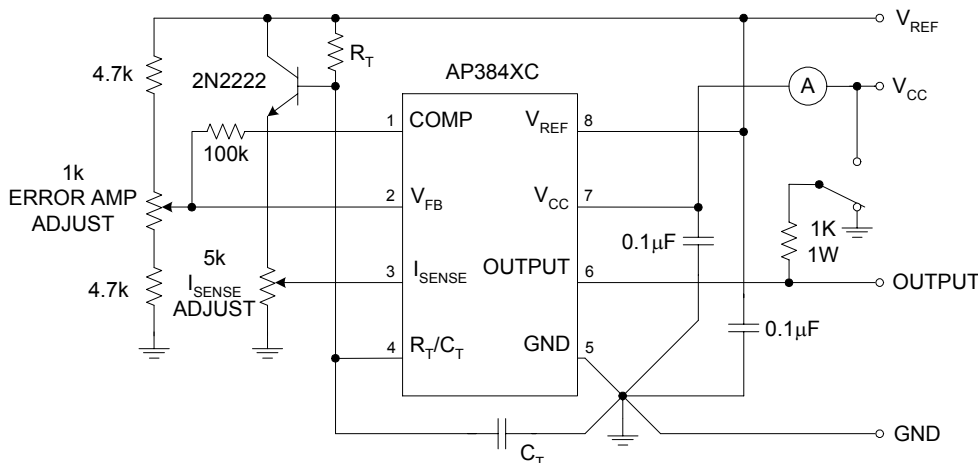 V_REF
R_T
4.7k
2N2222
AP384XC
A
V_CC
1
COMP
V_REF
8
100k
1k
ERROR AMP
ADJUST
2
V_FB
V_CC
7
0.1μF
1K
1W
5k
I_SENSE
ADJUST
4.7k
3
I_SENSE
OUTPUT
6
OUTPUT
0.1μF
4
R_T/C_T
GND
5
C_T
GND